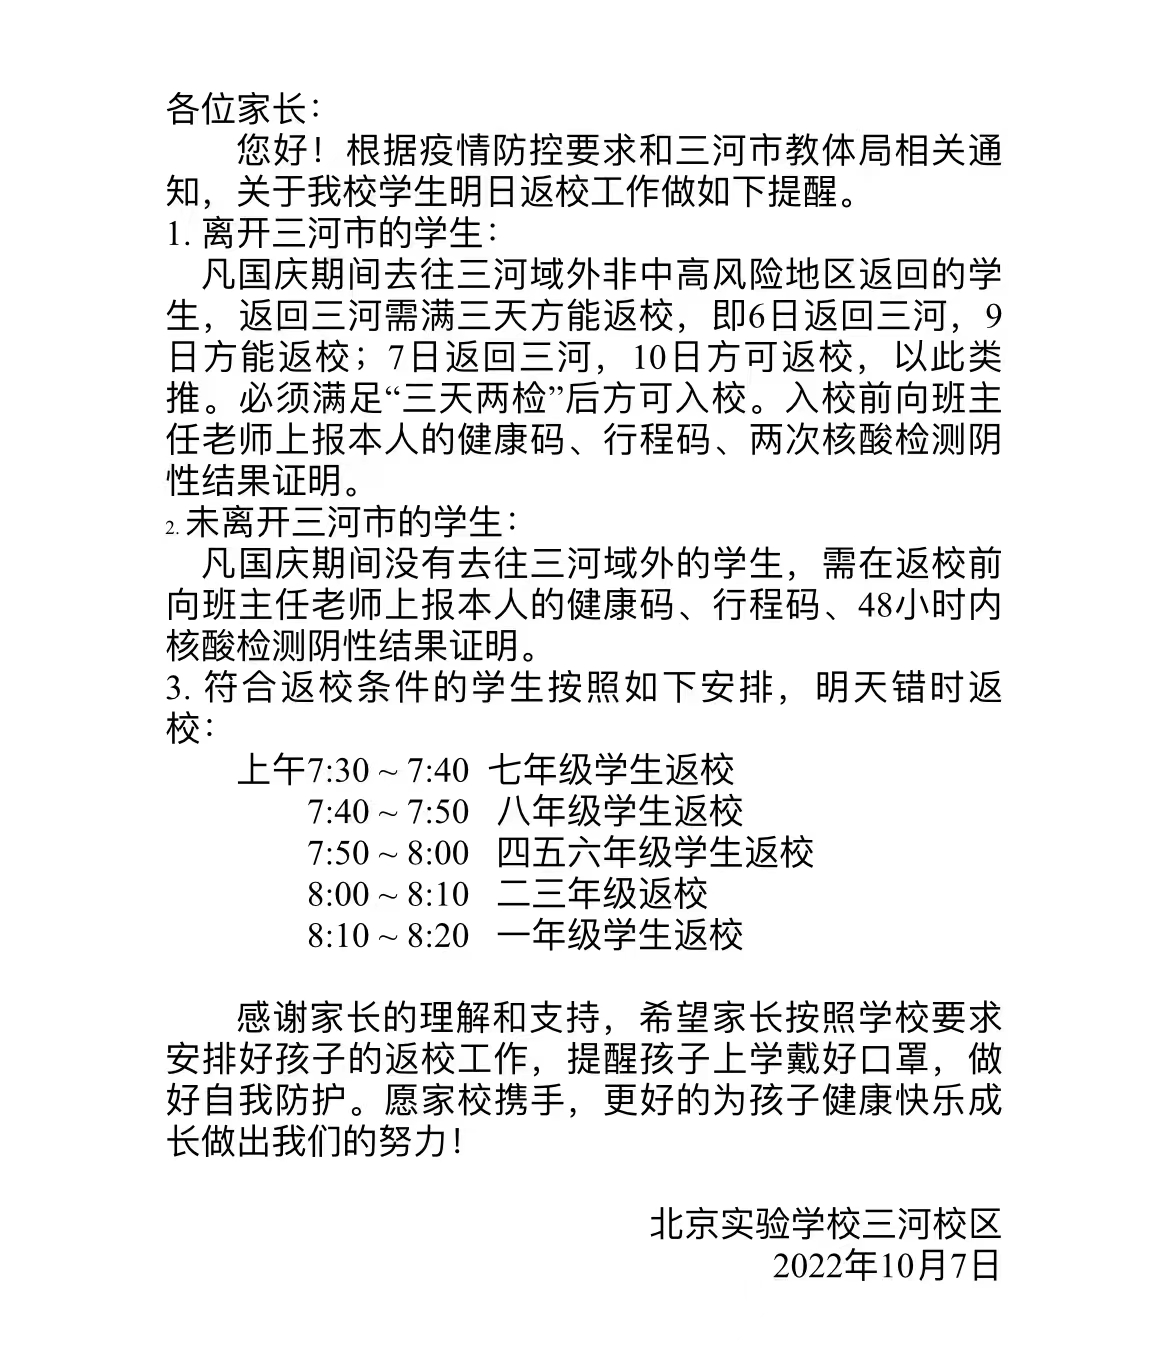 各位家长：
您好！根据疫情防控要求和三河市教体局相关通
知，关于我校学生明日返校工作做如下提醒。
1. 离开三河市的学生：
凡国庆期间去往三河域外非中高风险地区返回的学
生，返回三河需满三天方能返校，即6日返回三河，9
日方能返校；7日返回三河，10日方可返校，以此类
推。必须满足“三天两检”后方可入校。入校前向班主
任老师上报本人的健康码、行程码、两次核酸检测阴
性结果证明。
2. 未离开三河市的学生：
凡国庆期间没有去往三河域外的学生，需在返校前
向班主任老师上报本人的健康码、行程码、48小时内
核酸检测阴性结果证明。
3. 符合返校条件的学生按照如下安排，明天错时返
校：
上午7:30 ~ 7:40 七年级学生返校
7:40 ~ 7:50 八年级学生返校
7:50 ~ 8:00 四五六年级学生返校
8:00 ~ 8:10 二三年级返校
8:10 ~ 8:20 一年级学生返校
感谢家长的理解和支持，希望家长按照学校要求
安排好孩子的返校工作，提醒孩子上学戴好口罩，做
好自我防护。愿家校携手，更好的为孩子健康快乐成
长做出我们的努力！
北京实验学校三河校区
2022年10月7日